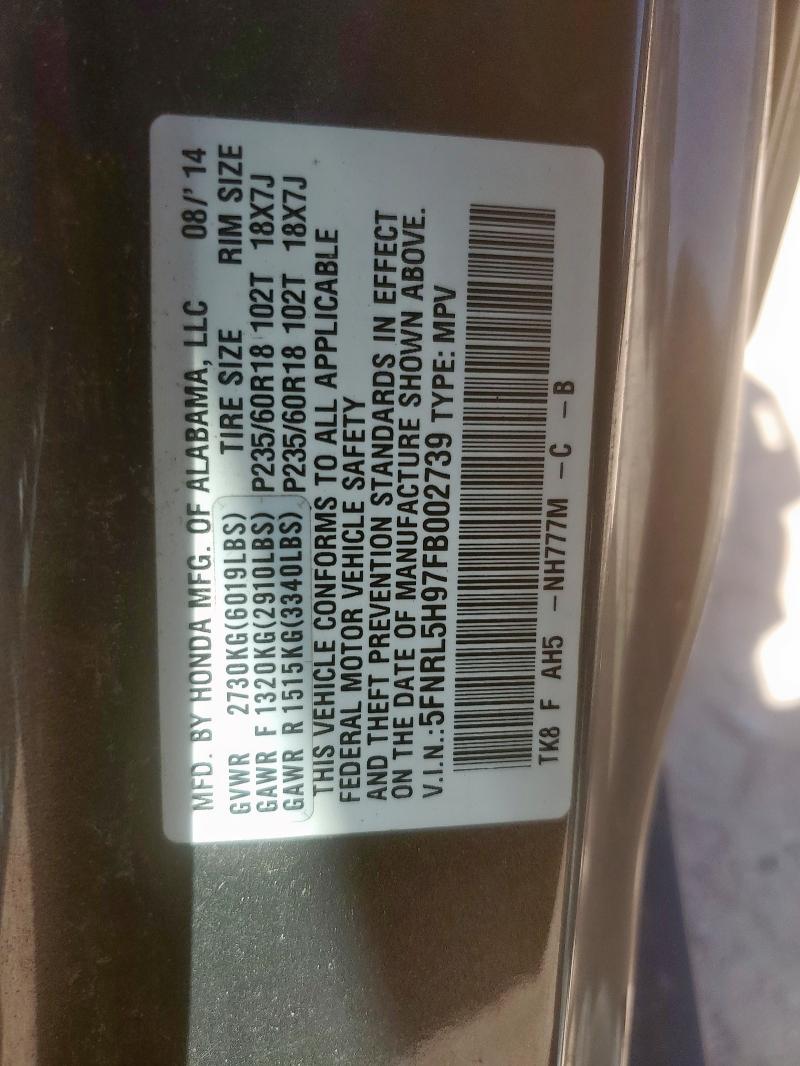 MFD. BY HONDA MFG. OF ALABAMA, LLC 08/' 14
GVWR 2730KG(6019LBS) TIRE SIZE RIM SIZE
GAWR F 1320KG(2910LBS) P235/60R18 102T 18X7J
GAWR R 1515KG(3340LBS) P235/60R18 102T 18X7J
THIS VEHICLE CONFORMS TO ALL APPLICABLE
FEDERAL MOTOR VEHICLE SAFETY
AND THEFT PREVENTION STANDARDS IN EFFECT
ON THE DATE OF MANUFACTURE SHOWN ABOVE.
V.I.N.:5FNRL5H97FB002739 TYPE: MPV
TK8 F AH5 -NH777M -C -B